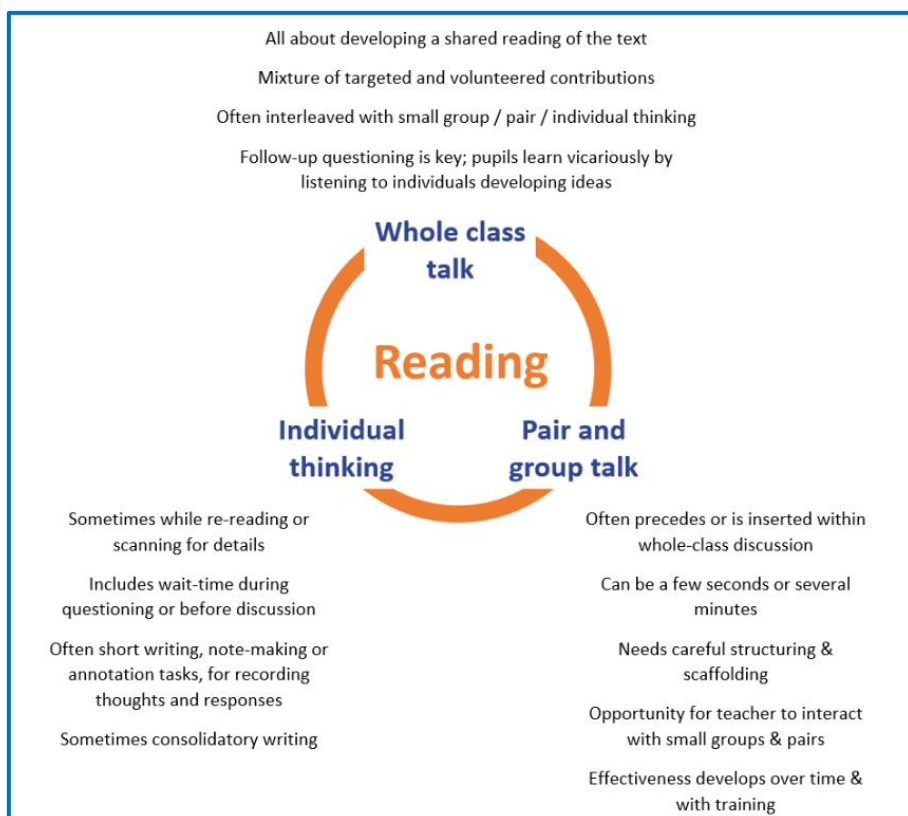 All about developing a shared reading of the text
Mixture of targeted and volunteered contributions
Often interleaved with small group / pair / individual thinking
Follow-up questioning is key; pupils learn vicariously by
listening to individuals developing ideas
Whole class
talk
Reading
Individual
thinking
Pair and
group talk
Sometimes while re-reading or
scanning for details
Includes wait-time during
questioning or before discussion
Often short writing, note-making or
annotation tasks, for recording
thoughts and responses
Sometimes consolidatory writing
Often precedes or is inserted within
whole-class discussion
Can be a few seconds or several
minutes
Needs careful structuring &
scaffolding
Opportunity for teacher to interact
with small groups & pairs
Effectiveness develops over time &
with training